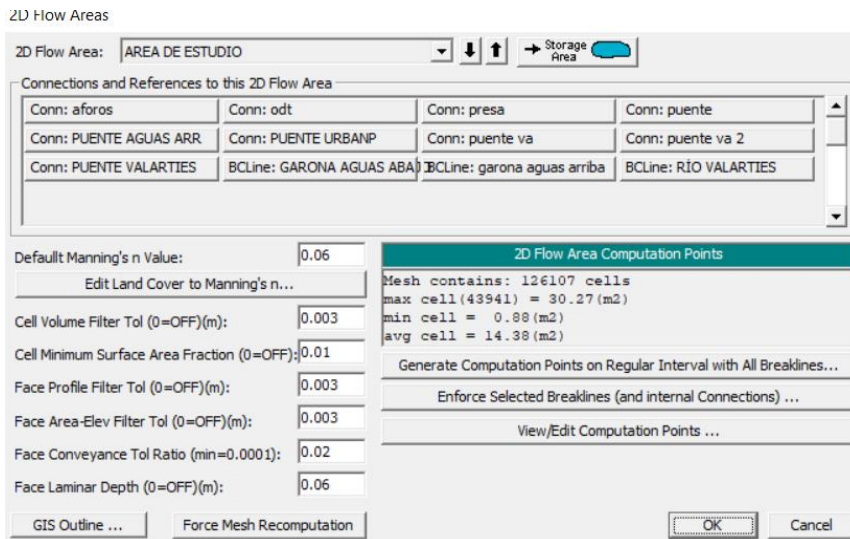 2D Flow Areas
2D Flow Area: AREA DE ESTUDIO Storage Area
Connections and References to this 2D Flow Area
Conn: aforos Conn: odt Conn: presa Conn: puente
Conn: PUENTE AGUAS ARR Conn: PUENTE URBANP Conn: puente va Conn: puente va 2
Conn: PUENTE VALARTIES BCLine: GARONA AGUAS ABAJ BCLine: garona aguas arriba BCLine: RÍO VALARTIES
Defaullt Manning's n Value: 0.06
Edit Land Cover to Manning's n...
Cell Volume Filter Tol (0=OFF)(m): 0.003
Cell Minimum Surface Area Fraction (0=OFF): 0.01
Face Profile Filter Tol (0=OFF)(m): 0.003
Face Area-Elev Filter Tol (0=OFF)(m): 0.003
Face Conveyance Tol Ratio (min=0.0001): 0.02
Face Laminar Depth (0=OFF)(m): 0.06
2D Flow Area Computation Points
Mesh contains: 126107 cells
max cell(43941) = 30.27(m2)
min cell = 0.88(m2)
avg cell = 14.38(m2)
Generate Computation Points on Regular Interval with All Breaklines...
Enforce Selected Breaklines (and internal Connections) ...
View/Edit Computation Points ...
GIS Outline ... Force Mesh Recomputation OK Cancel